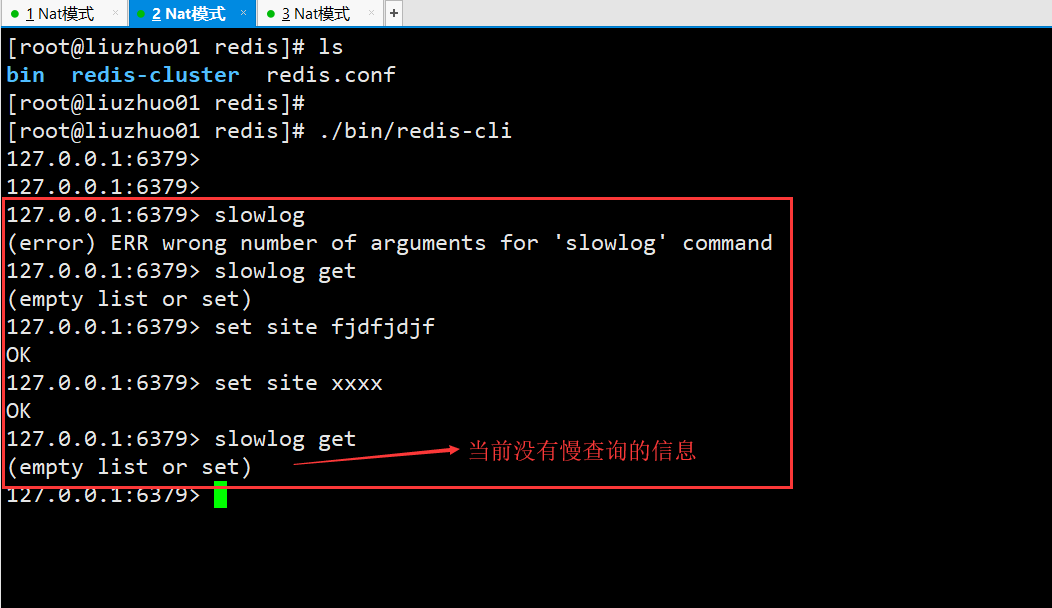 1 Nat模式 × 2 Nat模式 × 3 Nat模式 × +
[root@liuzhuo01 redis]# ls
bin redis-cluster redis.conf
[root@liuzhuo01 redis]#
[root@liuzhuo01 redis]# ./bin/redis-cli
127.0.0.1:6379>
127.0.0.1:6379>
127.0.0.1:6379> slowlog
(error) ERR wrong number of arguments for 'slowlog' command
127.0.0.1:6379> slowlog get
(empty list or set)
127.0.0.1:6379> set site fjdfjdjf
OK
127.0.0.1:6379> set site xxxx
OK
127.0.0.1:6379> slowlog get
(empty list or set) 当前没有慢查询的信息
127.0.0.1:6379>